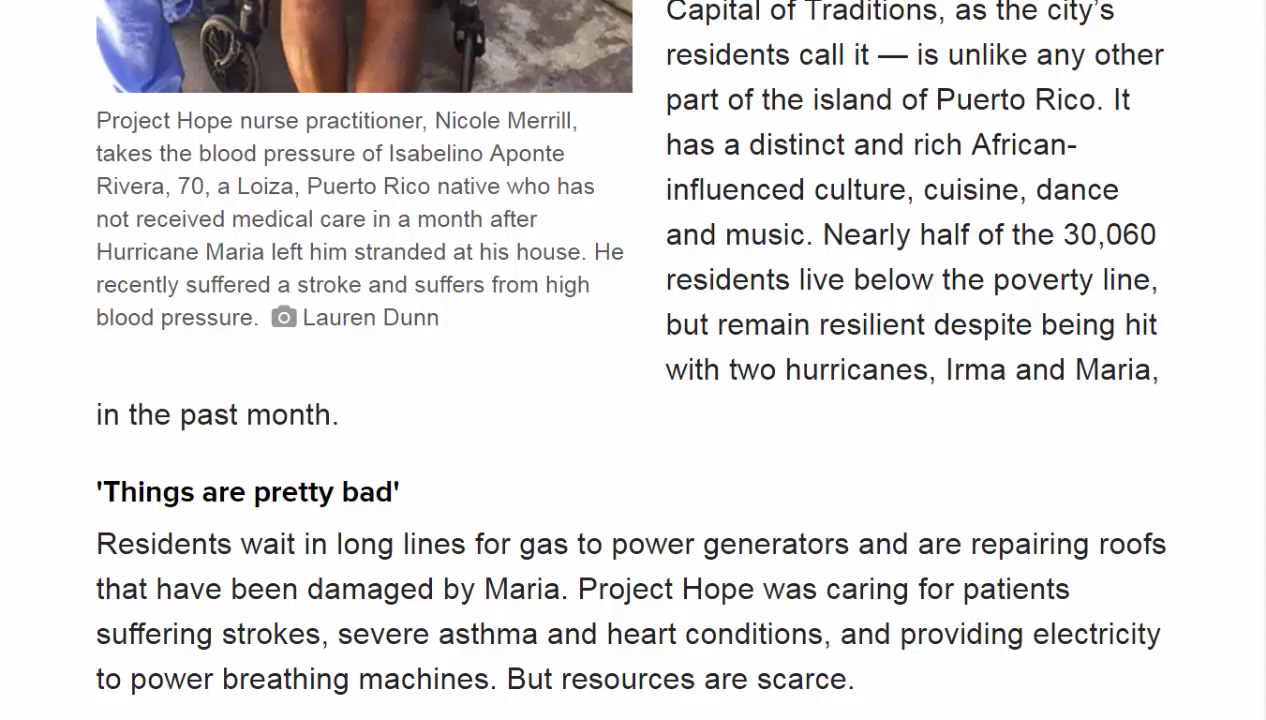 Project Hope nurse practitioner, Nicole Merrill,
takes the blood pressure of Isabelino Aponte
Rivera, 70, a Loiza, Puerto Rico native who has
not received medical care in a month after
Hurricane Maria left him stranded at his house. He
recently suffered a stroke and suffers from high
blood pressure. Lauren Dunn
Capital of Traditions, as the city’s
residents call it — is unlike any other
part of the island of Puerto Rico. It
has a distinct and rich African-
influenced culture, cuisine, dance
and music. Nearly half of the 30,060
residents live below the poverty line,
but remain resilient despite being hit
with two hurricanes, Irma and Maria,
in the past month.
'Things are pretty bad'
Residents wait in long lines for gas to power generators and are repairing roofs
that have been damaged by Maria. Project Hope was caring for patients
suffering strokes, severe asthma and heart conditions, and providing electricity
to power breathing machines. But resources are scarce.